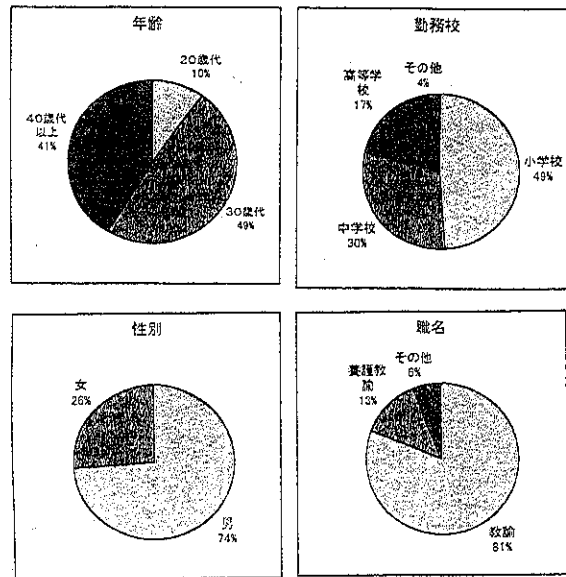 年齢
20歳代
10%
40歳代
以上
41%
30歳代
49%
勤務校
その他
4%
高等学
校
17%
小学校
49%
中学校
30%
性別
女
26%
男
74%
職名
その他
6%
養護教
諭
13%
教諭
81%